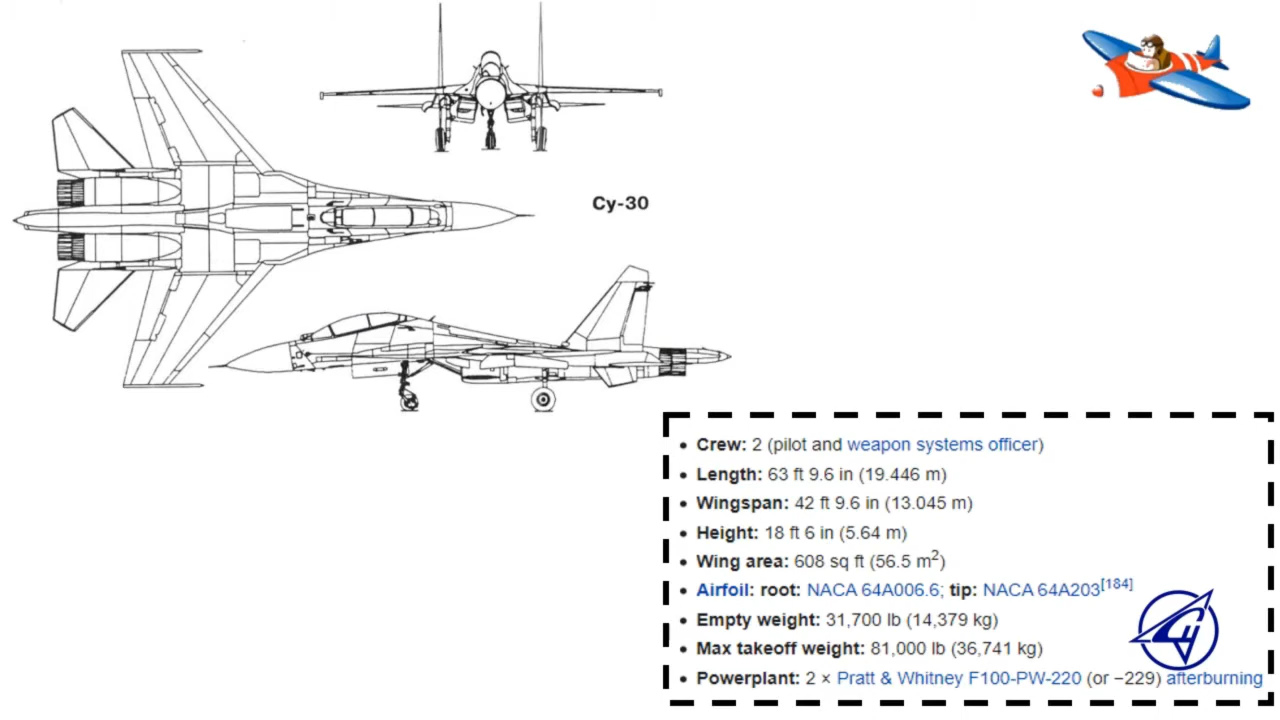 Су-30
Crew: 2 (pilot and weapon systems officer)
Length: 63 ft 9.6 in (19.446 m)
Wingspan: 42 ft 9.6 in (13.045 m)
Height: 18 ft 6 in (5.64 m)
Wing area: 608 sq ft (56.5 m²)
Airfoil: root: NACA 64A006.6; tip: NACA 64A203[184]
Empty weight: 31,700 lb (14,379 kg)
Max takeoff weight: 81,000 lb (36,741 kg)
Powerplant: 2 × Pratt & Whitney F100-PW-220 (or −229) afterburning